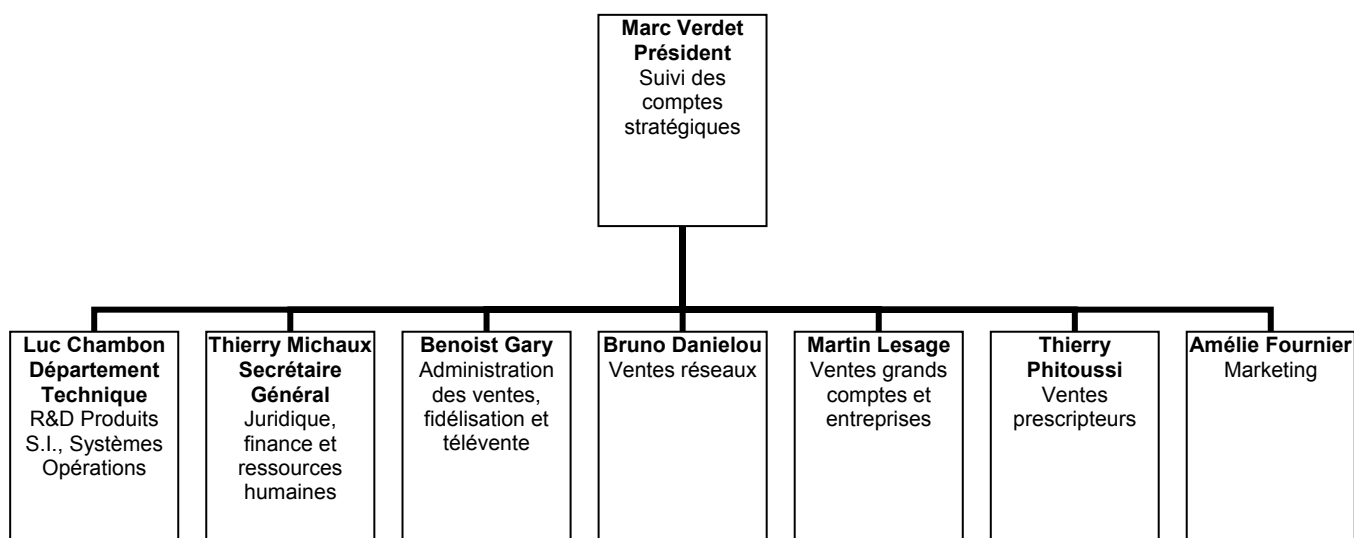 Marc Verdet
Président
Suivi des
comptes
stratégiques
Luc Chambon
Département
Technique
R&D Produits
S.I., Systèmes
Opérations
Thierry Michaux
Secrétaire
Général
Juridique,
finance et
ressources
humaines
Benoist Gary
Administration
des ventes,
fidélisation et
télévente
Bruno Danielou
Ventes réseaux
Martin Lesage
Ventes grands
comptes et
entreprises
Thierry
Phitoussi
Ventes
prescripteurs
Amélie Fournier
Marketing